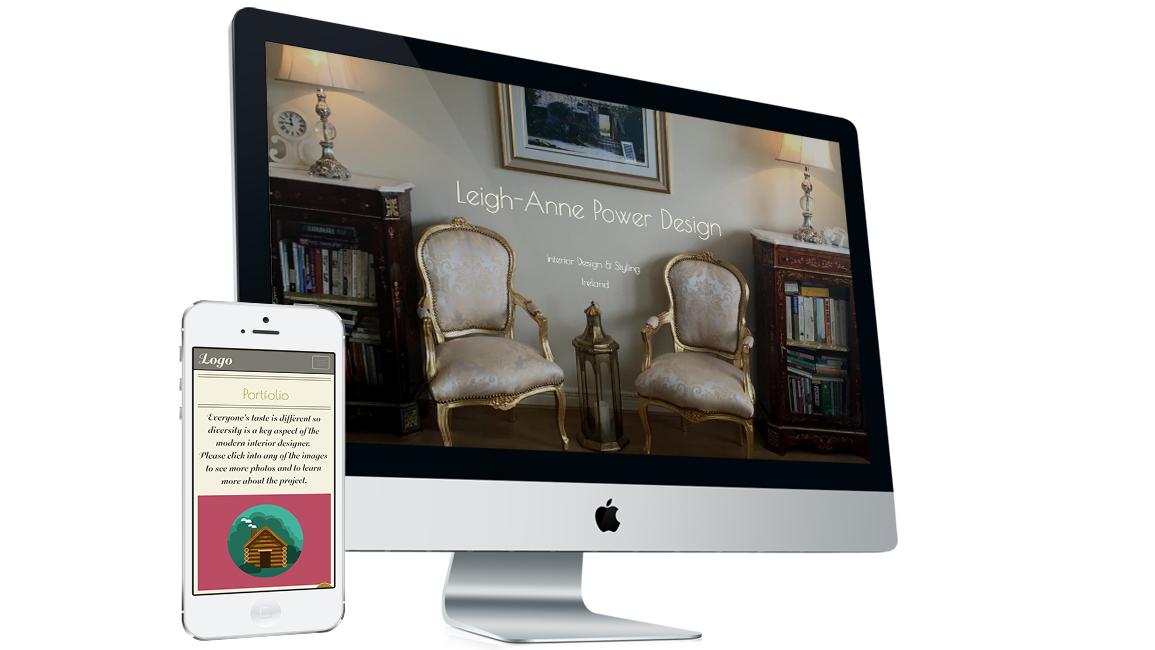 Leigh-Anne Power Design
Interior Design & Styling
Ireland
Logo
Portfolio
Everyone's taste is different so
diversity is a key aspect of the
modern interior designer.
Please click into any of the images
to see more photos and to learn
more about the project.